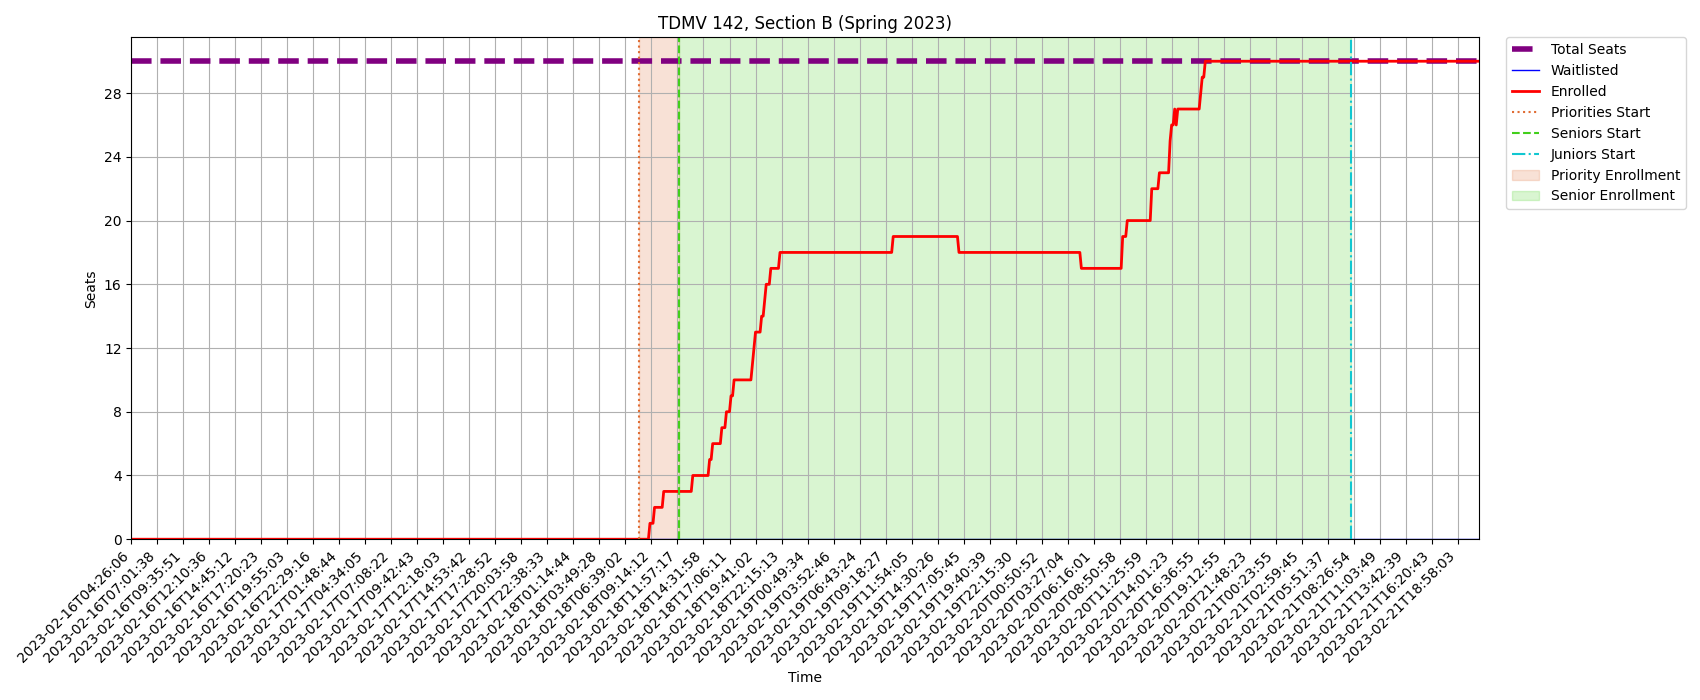 TDMV 142, Section B (Spring 2023)
Total Seats
Waitlisted
Enrolled
Priorities Start
Seniors Start
Juniors Start
Priority Enrollment
Senior Enrollment
Seats
28
24
20
16
12
8
4
0
2023-02-16T04:26:06
2023-02-16T07:01:38
2023-02-16T09:35:51
2023-02-16T12:10:36
2023-02-16T14:45:12
2023-02-16T17:20:23
2023-02-16T19:55:03
2023-02-16T22:29:16
2023-02-17T01:48:44
2023-02-17T04:34:05
2023-02-17T07:08:22
2023-02-17T09:42:43
2023-02-17T12:18:03
2023-02-17T14:53:42
2023-02-17T17:28:52
2023-02-17T20:03:58
2023-02-17T22:38:33
2023-02-18T01:14:44
2023-02-18T03:49:28
2023-02-18T06:39:02
2023-02-18T09:14:12
2023-02-18T11:57:17
2023-02-18T14:31:58
2023-02-18T17:06:11
2023-02-18T19:41:02
2023-02-18T22:15:13
2023-02-19T00:49:34
2023-02-19T03:52:46
2023-02-19T06:43:24
2023-02-19T09:18:27
2023-02-19T11:54:05
2023-02-19T14:30:26
2023-02-19T17:05:45
2023-02-19T19:40:39
2023-02-19T22:15:30
2023-02-20T00:50:52
2023-02-20T03:27:04
2023-02-20T06:16:01
2023-02-20T08:50:58
2023-02-20T11:25:59
2023-02-20T14:01:23
2023-02-20T16:36:55
2023-02-20T19:12:55
2023-02-20T21:48:23
2023-02-21T00:23:55
2023-02-21T02:59:45
2023-02-21T05:51:37
2023-02-21T08:26:54
2023-02-21T11:03:49
2023-02-21T13:42:39
2023-02-21T16:20:43
2023-02-21T18:58:03
Time